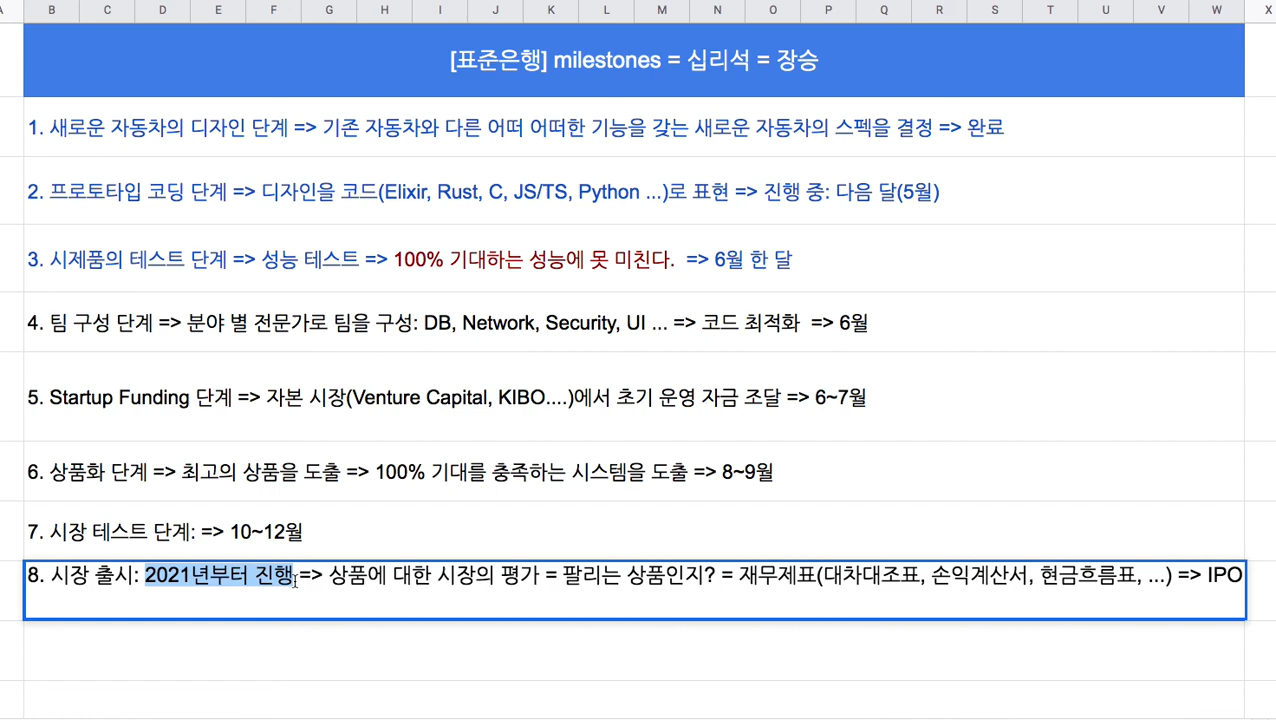 B C D E F G H I J K L M N O P Q R S T U V W X
[표준은행] milestones = 십리석 = 장승
1. 새로운 자동차의 디자인 단계 => 기존 자동차와 다른 어떠 어떠한 기능을 갖는 새로운 자동차의 스펙을 결정 => 완료
2. 프로토타입 코딩 단계 => 디자인을 코드(Elixir, Rust, C, JS/TS, Python ...)로 표현 => 진행 중: 다음 달(5월)
3. 시제품의 테스트 단계 => 성능 테스트 => 100% 기대하는 성능에 못 미친다. => 6월 한 달
4. 팀 구성 단계 => 분야 별 전문가로 팀을 구성: DB, Network, Security, UI ... => 코드 최적화 => 6월
5. Startup Funding 단계 => 자본 시장(Venture Capital, KIBO....)에서 초기 운영 자금 조달 => 6~7월
6. 상품화 단계 => 최고의 상품을 도출 => 100% 기대를 충족하는 시스템을 도출 => 8~9월
7. 시장 테스트 단계: => 10~12월
8. 시장 출시: 2021년부터 진행 => 상품에 대한 시장의 평가 = 팔리는 상품인지? = 재무제표(대차대조표, 손익계산서, 현금흐름표, ...) => IPO